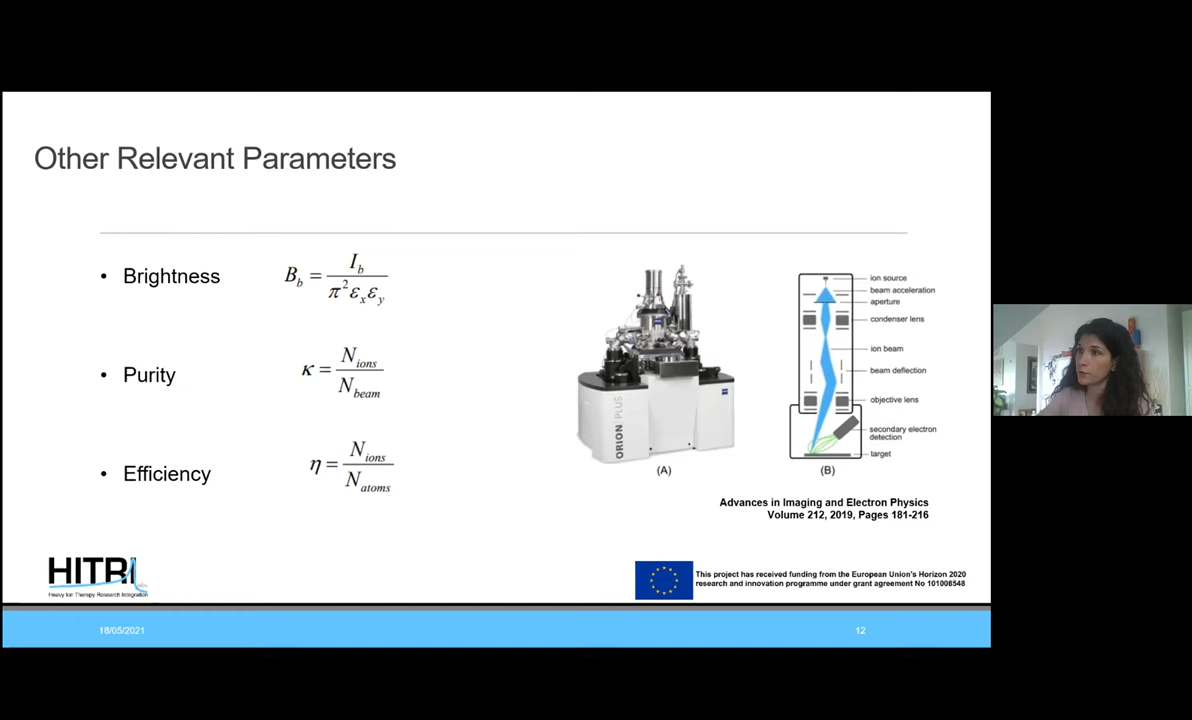 Other Relevant Parameters
• Brightness
B_b = I_b / π²ε_xε_y
• Purity
κ = N_ions / N_beam
• Efficiency
η = N_ions / N_atoms
ORION PLUS
(A)
ion source
beam acceleration
aperture
condenser lens
ion beam
beam deflection
objective lens
secondary electron
detection
target
(B)
Advances in Imaging and Electron Physics
Volume 212, 2019, Pages 181-216
HITRI
Heavy Ion Therapy Research Integration
This project has received funding from the European Union's Horizon 2020
research and innovation programme under grant agreement No 101008548
18/05/2021
12